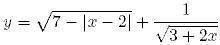 y = √(7 − |x − 2|) + 1/√(3 + 2x)